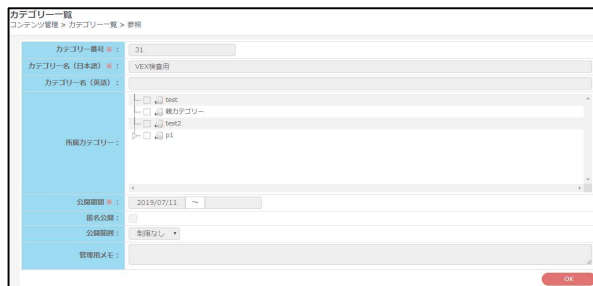 カテゴリー一覧
コンテンツ管理 > カテゴリー一覧 > 参照
カテゴリー番号 ※ : 31
カテゴリー名（日本語） ※ : VEX検査用
カテゴリー名（英語） :
所属カテゴリー :
test
親カテゴリー
test2
p1
公開期間 ※ : 2019/07/11 ～
匿名公開 :
公開範囲 : 制限なし
管理用メモ :
OK